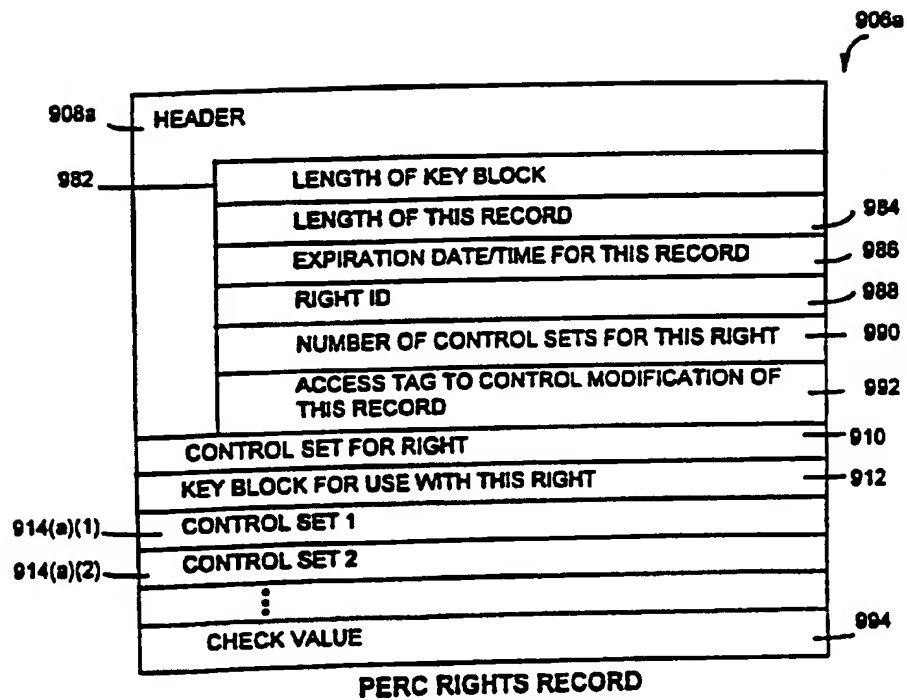 906a
908a
HEADER
982
LENGTH OF KEY BLOCK
LENGTH OF THIS RECORD
984
EXPIRATION DATE/TIME FOR THIS RECORD
986
RIGHT ID
988
NUMBER OF CONTROL SETS FOR THIS RIGHT
990
ACCESS TAG TO CONTROL MODIFICATION OF
THIS RECORD
992
CONTROL SET FOR RIGHT
910
KEY BLOCK FOR USE WITH THIS RIGHT
912
914(a)(1)
CONTROL SET 1
914(a)(2)
CONTROL SET 2
CHECK VALUE
994
PERC RIGHTS RECORD